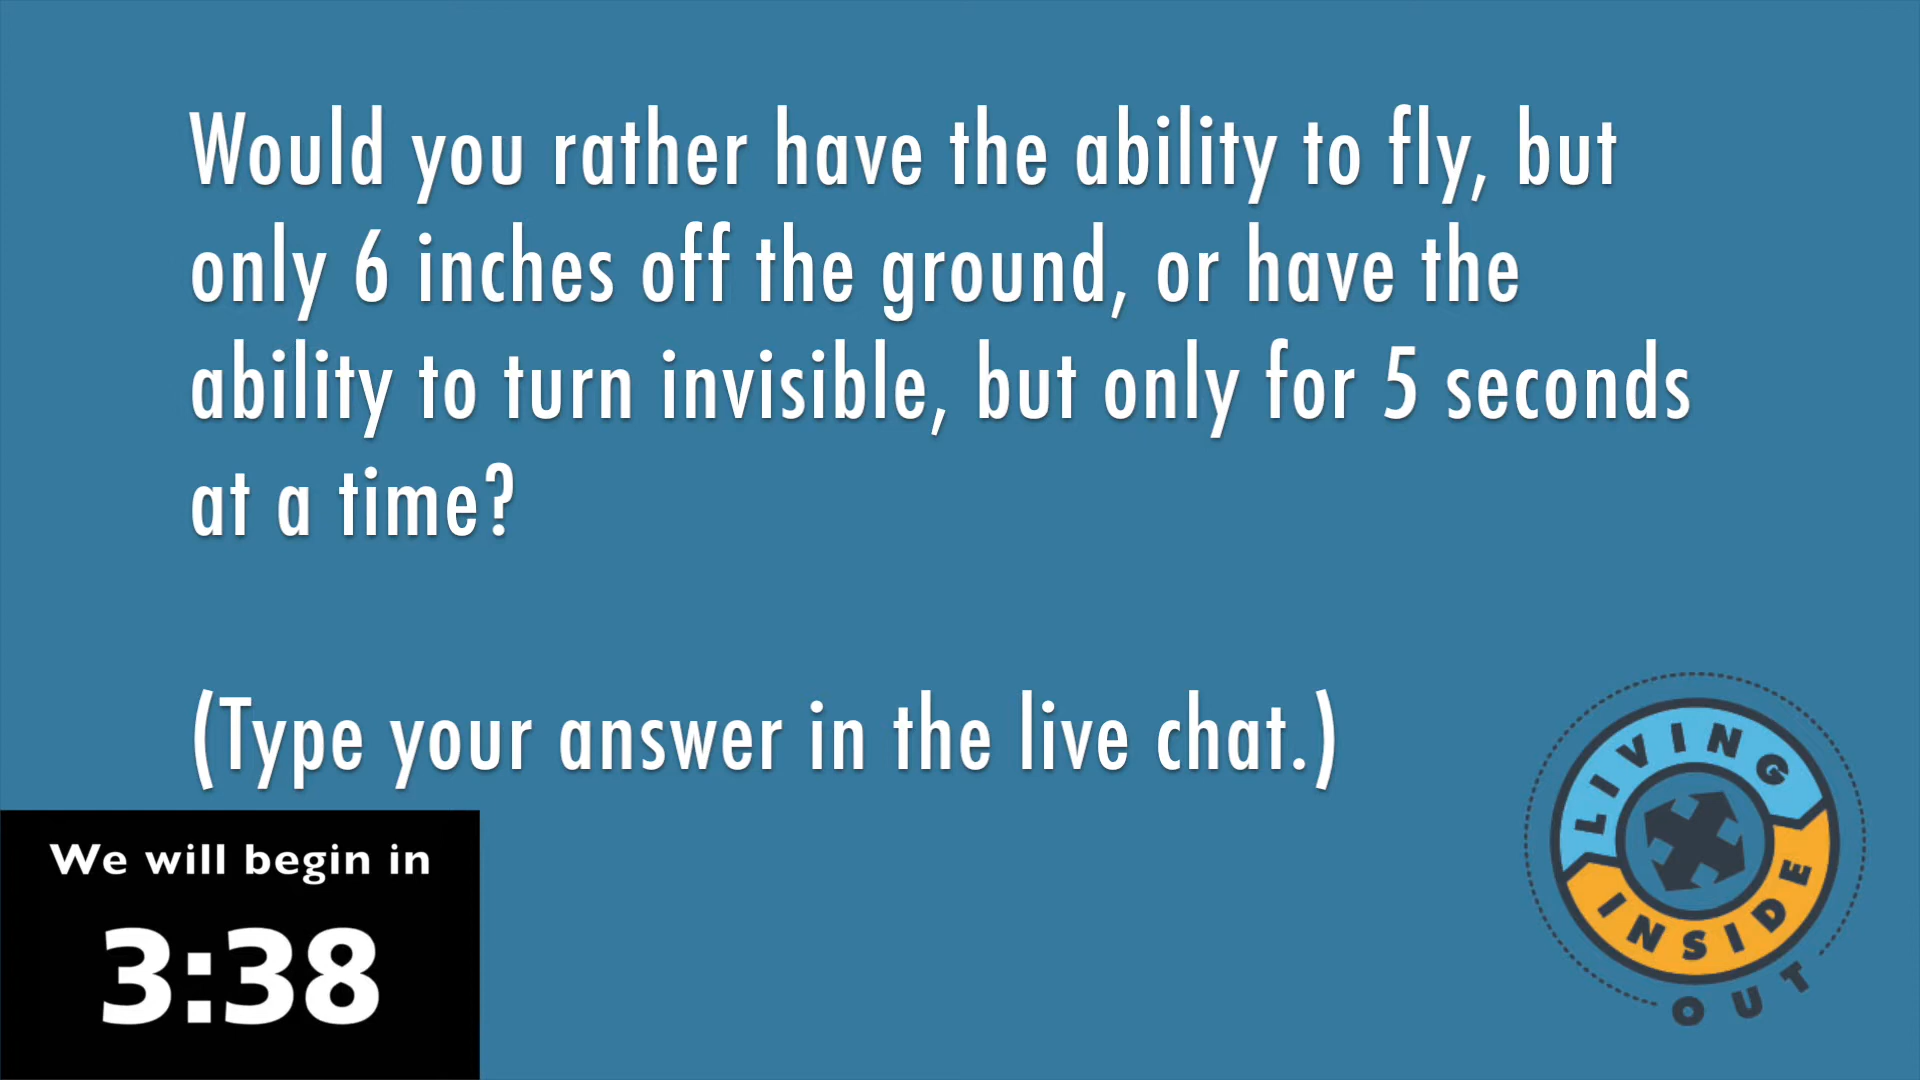 Would you rather have the ability to fly, but
only 6 inches off the ground, or have the
ability to turn invisible, but only for 5 seconds
at a time?
(Type your answer in the live chat.)
We will begin in
3:38
LIVING
INSIDE
OUT